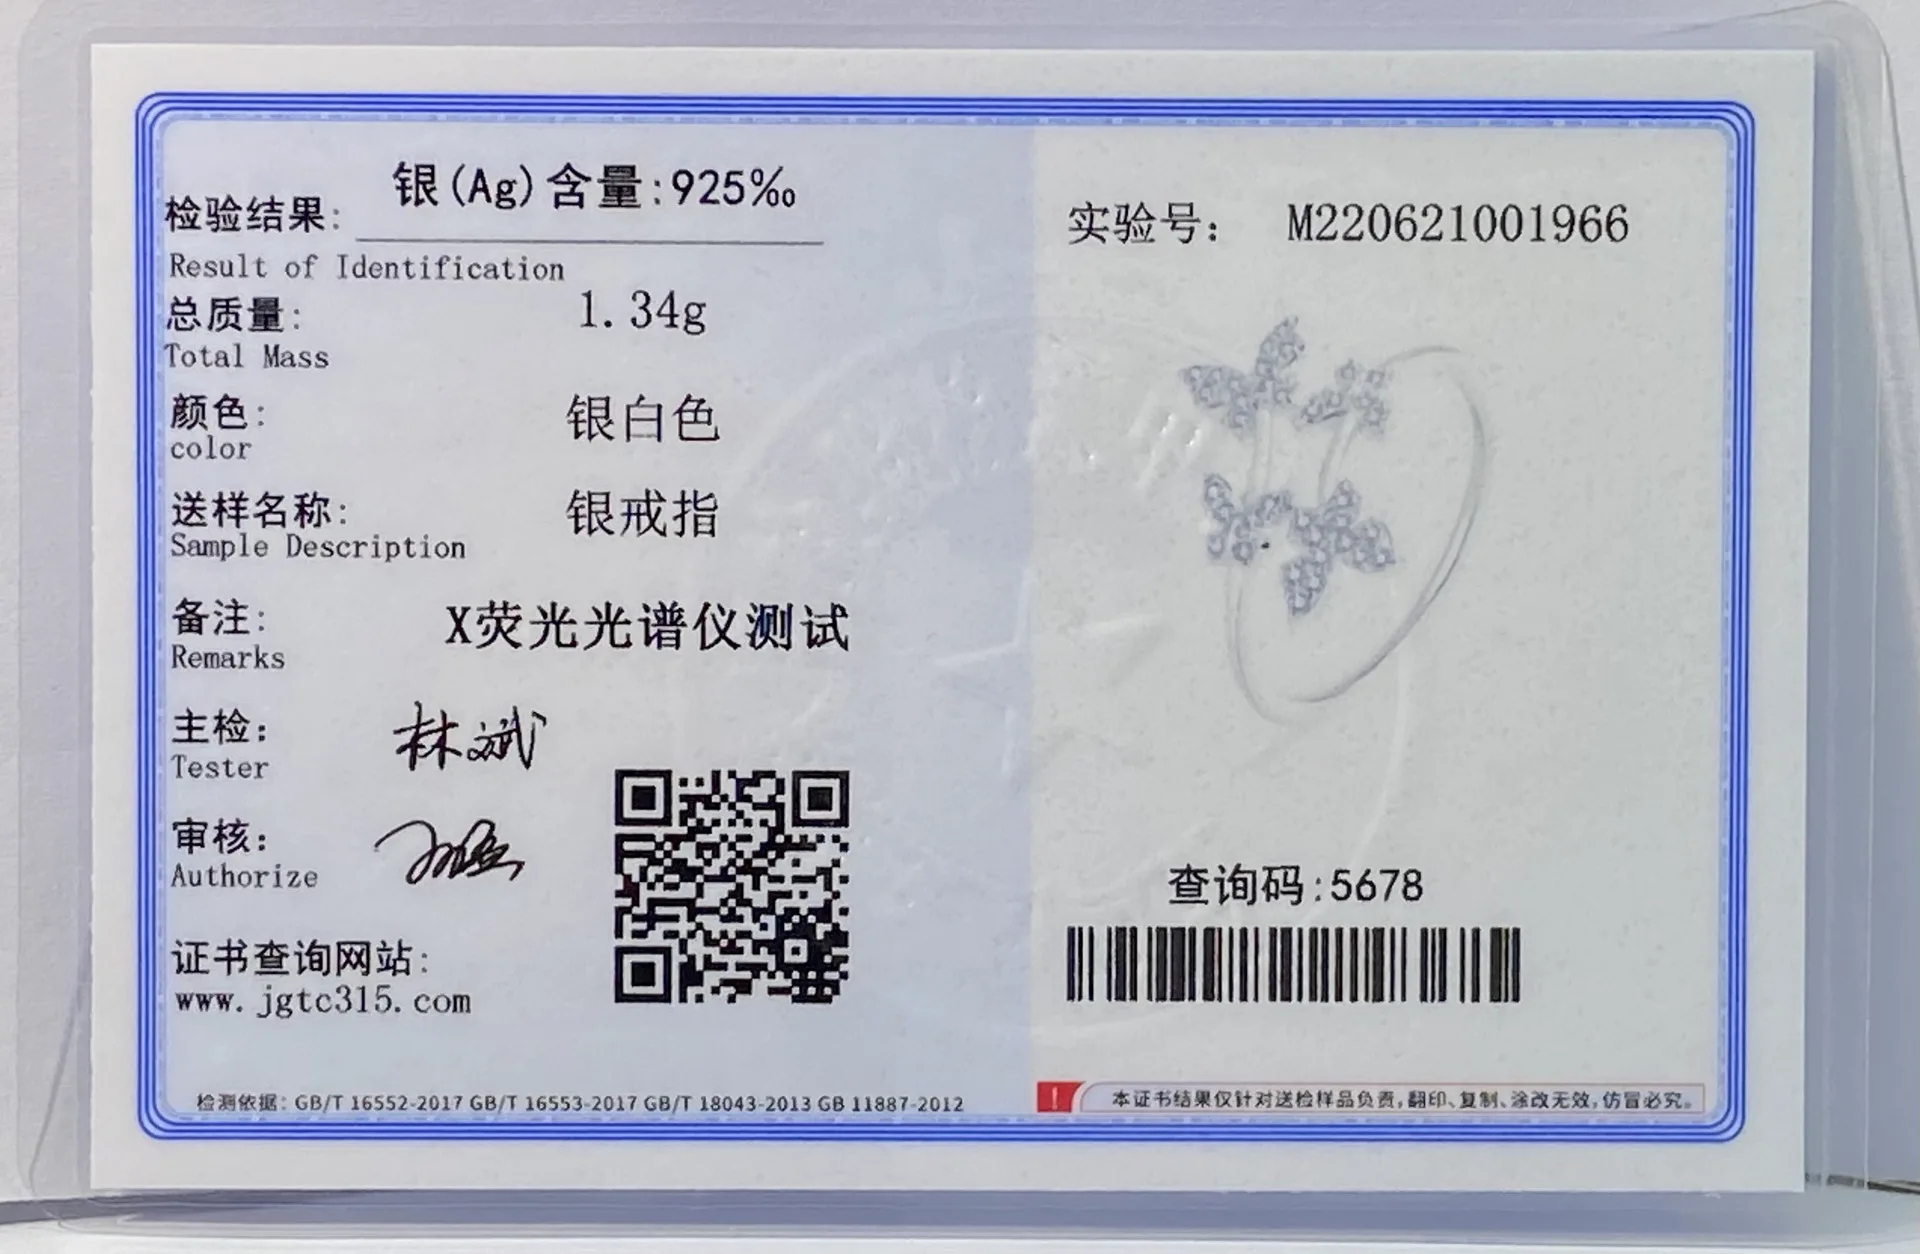 检验结果: 银(Ag)含量:925‰
Result of Identification
总质量: 1.34g
Total Mass
颜色: 银白色
color
送样名称: 银戒指
Sample Description
备注: X荧光光谱仪测试
Remarks
主检: 林斌
Tester
审核:
Authorize
证书查询网站:
www.jgtc315.com
检测依据: GB/T 16552-2017 GB/T 16553-2017 GB/T 18043-2013 GB 11887-2012
实验号: M220621001966
查询码:5678
! 本证书结果仅针对送检样品负责,翻印、复制、涂改无效,仿冒必究。